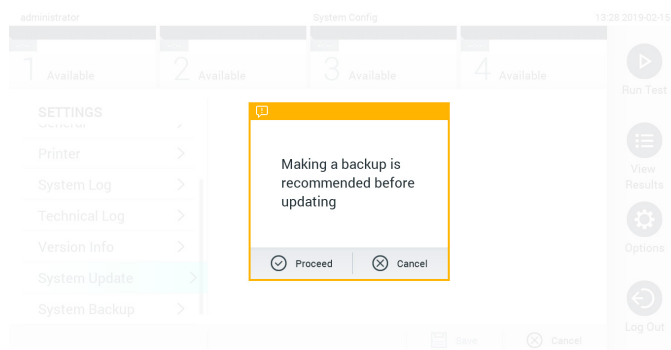 administrator System Config 13:28 2019-02-15
1 Available 2 Available 3 Available 4 Available
Run Test
SETTINGS
General
Printer
System Log
Technical Log
Version Info
System Update
System Backup
Making a backup is
recommended before
updating
Proceed Cancel
View
Results
Options
Log Out
Save Cancel